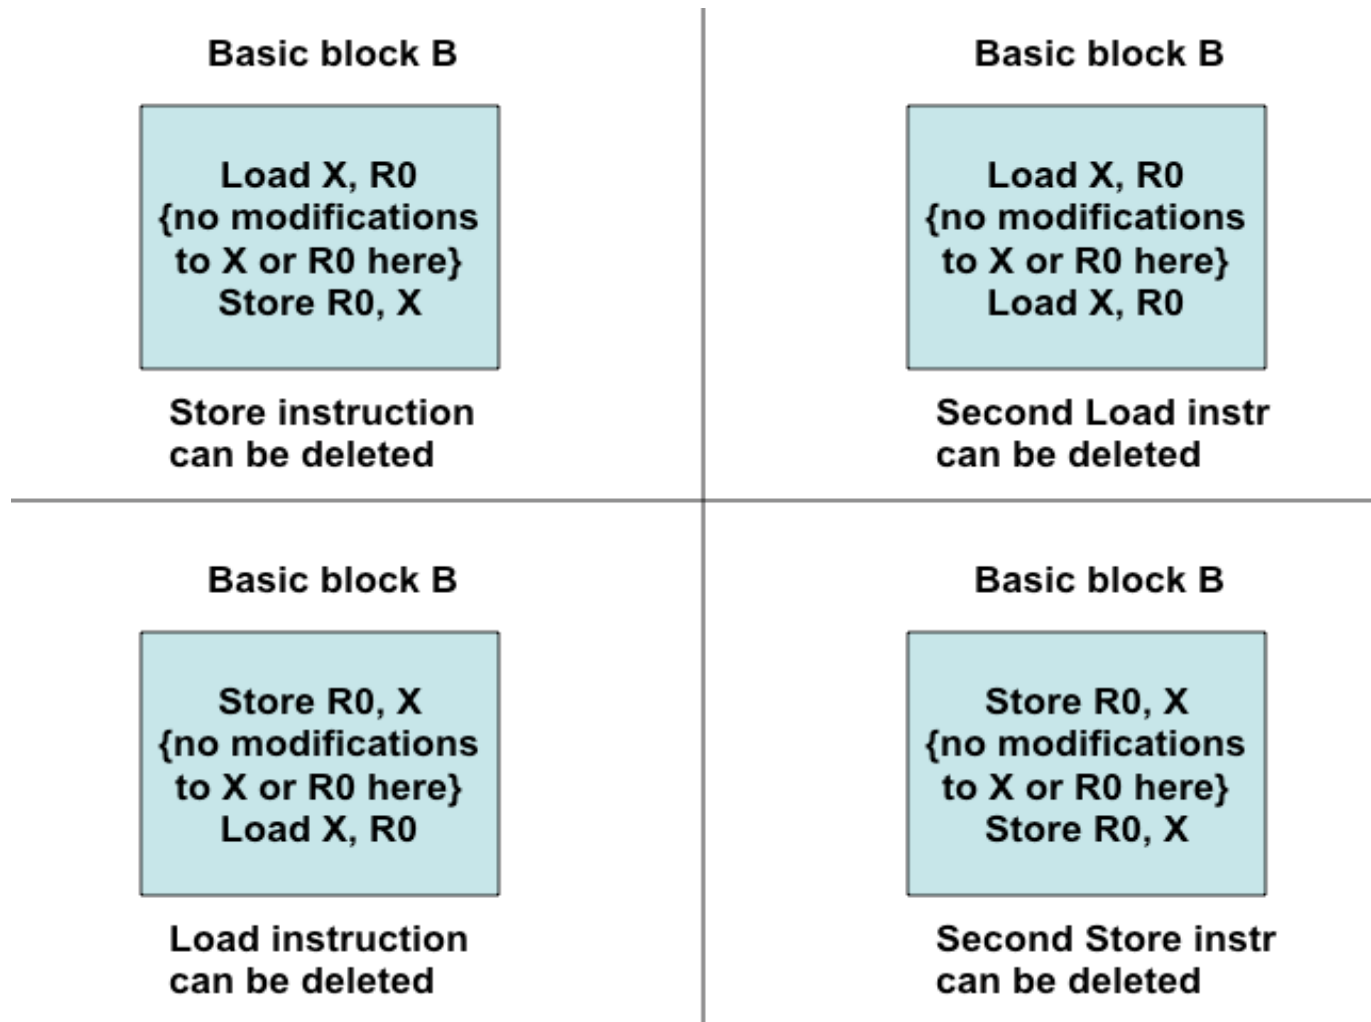 Basic block B
Load X, R0
{no modifications
to X or R0 here}
Store R0, X
Store instruction
can be deleted
Basic block B
Load X, R0
{no modifications
to X or R0 here}
Load X, R0
Second Load instr
can be deleted
Basic block B
Store R0, X
{no modifications
to X or R0 here}
Load X, R0
Load instruction
can be deleted
Basic block B
Store R0, X
{no modifications
to X or R0 here}
Store R0, X
Second Store instr
can be deleted